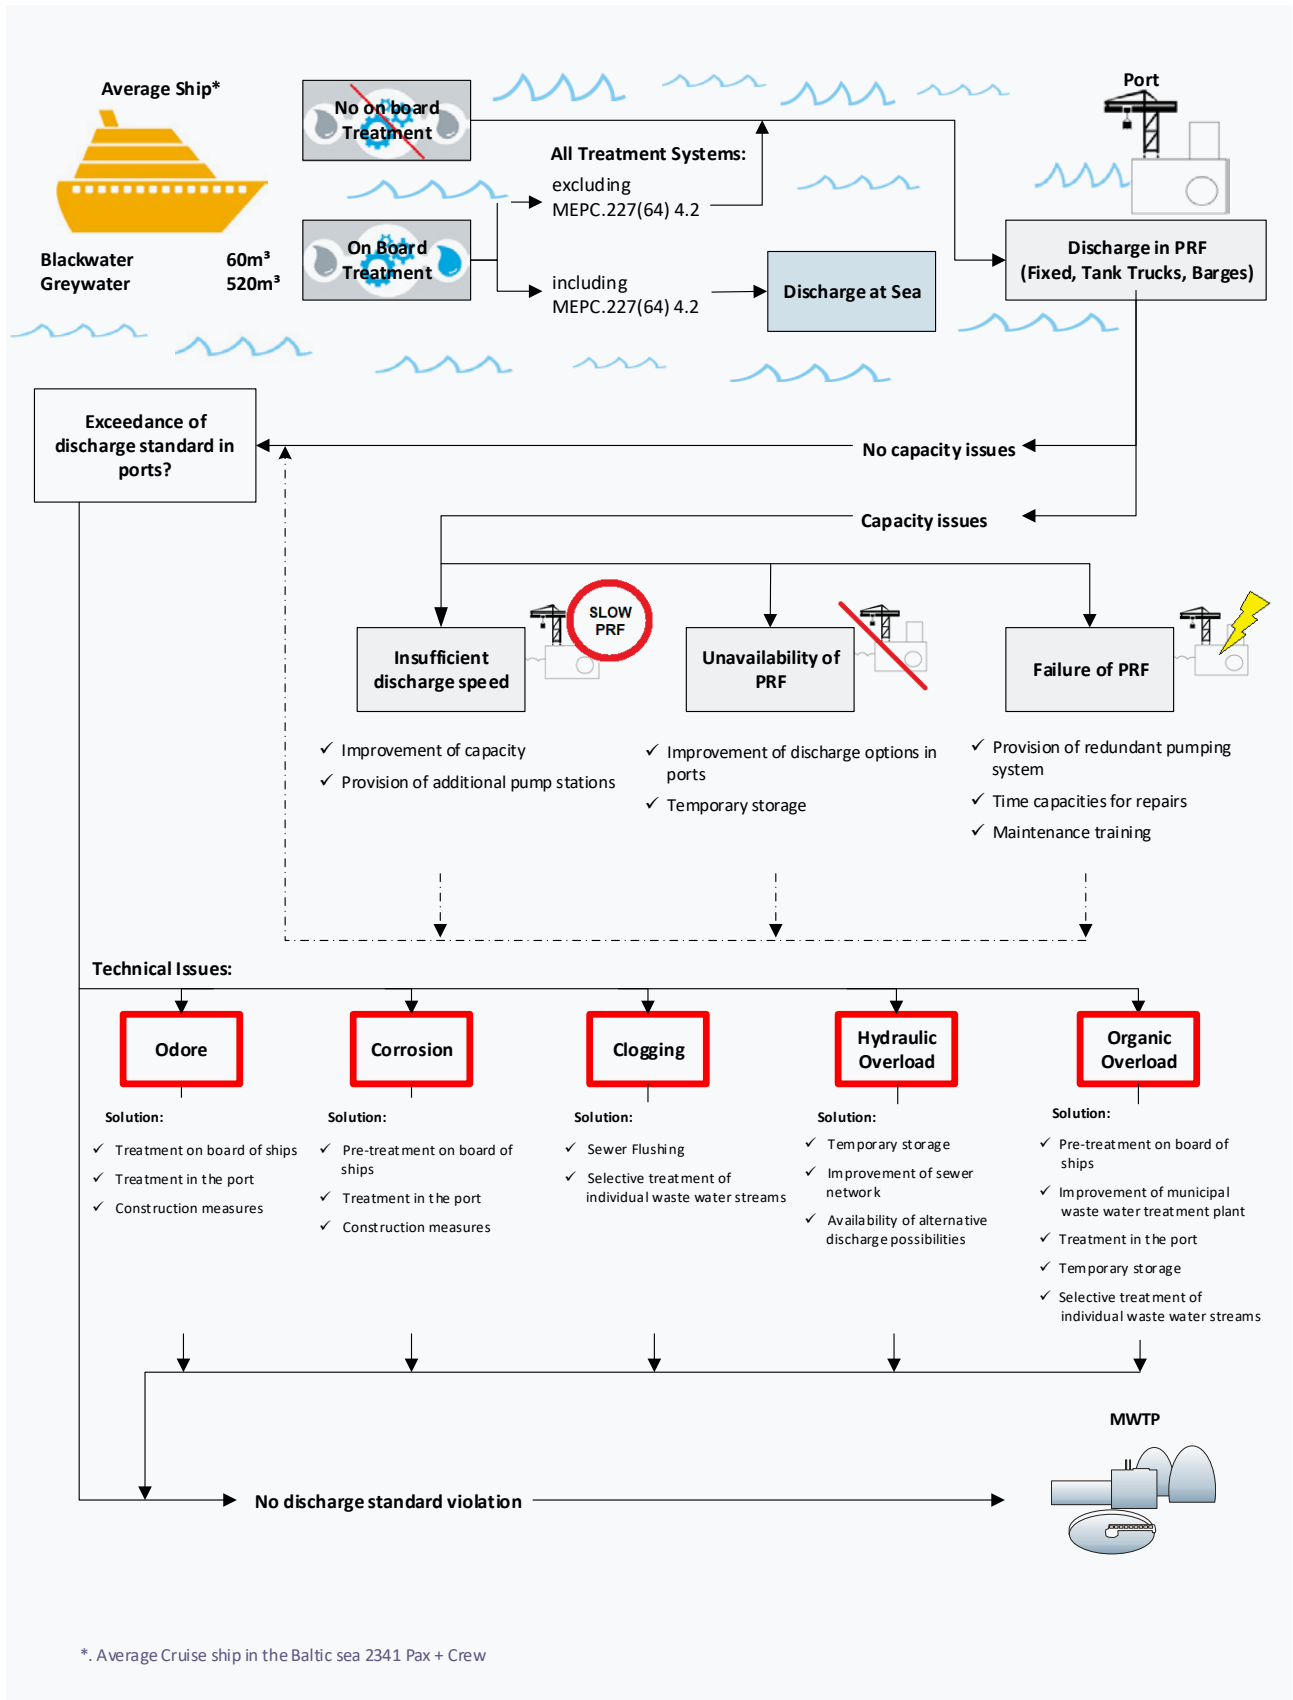 Average Ship*
No on board
Treatment
Port
All Treatment Systems:
excluding
MEPC.227(64) 4.2
On Board
Treatment
Blackwater 60m³
Greywater 520m³
including
MEPC.227(64) 4.2
Discharge at Sea
Discharge in PRF
(Fixed, Tank Trucks, Barges)
Exceedance of
discharge standard in
ports?
No capacity issues
Capacity issues
SLOW
PRF
Insufficient
discharge speed
Unavailability of
PRF
Failure of PRF
✓ Improvement of capacity
✓ Provision of additional pump stations
✓ Improvement of discharge options in
ports
✓ Temporary storage
✓ Provision of redundant pumping
system
✓ Time capacities for repairs
✓ Maintenance training
Technical Issues:
Odore
Corrosion
Clogging
Hydraulic
Overload
Organic
Overload
Solution:
✓ Treatment on board of ships
✓ Treatment in the port
✓ Construction measures
Solution:
✓ Pre-treatment on board of
ships
✓ Treatment in the port
✓ Construction measures
Solution:
✓ Sewer Flushing
✓ Selective treatment of
individual waste water streams
Solution:
✓ Temporary storage
✓ Improvement of sewer
network
✓ Availability of alternative
discharge possibilities
Solution:
✓ Pre-treatment on board of
ships
✓ Improvement of municipal
waste water treatment plant
✓ Treatment in the port
✓ Temporary storage
✓ Selective treatment of
individual waste water streams
MWTP
No discharge standard violation
*. Average Cruise ship in the Baltic sea 2341 Pax + Crew